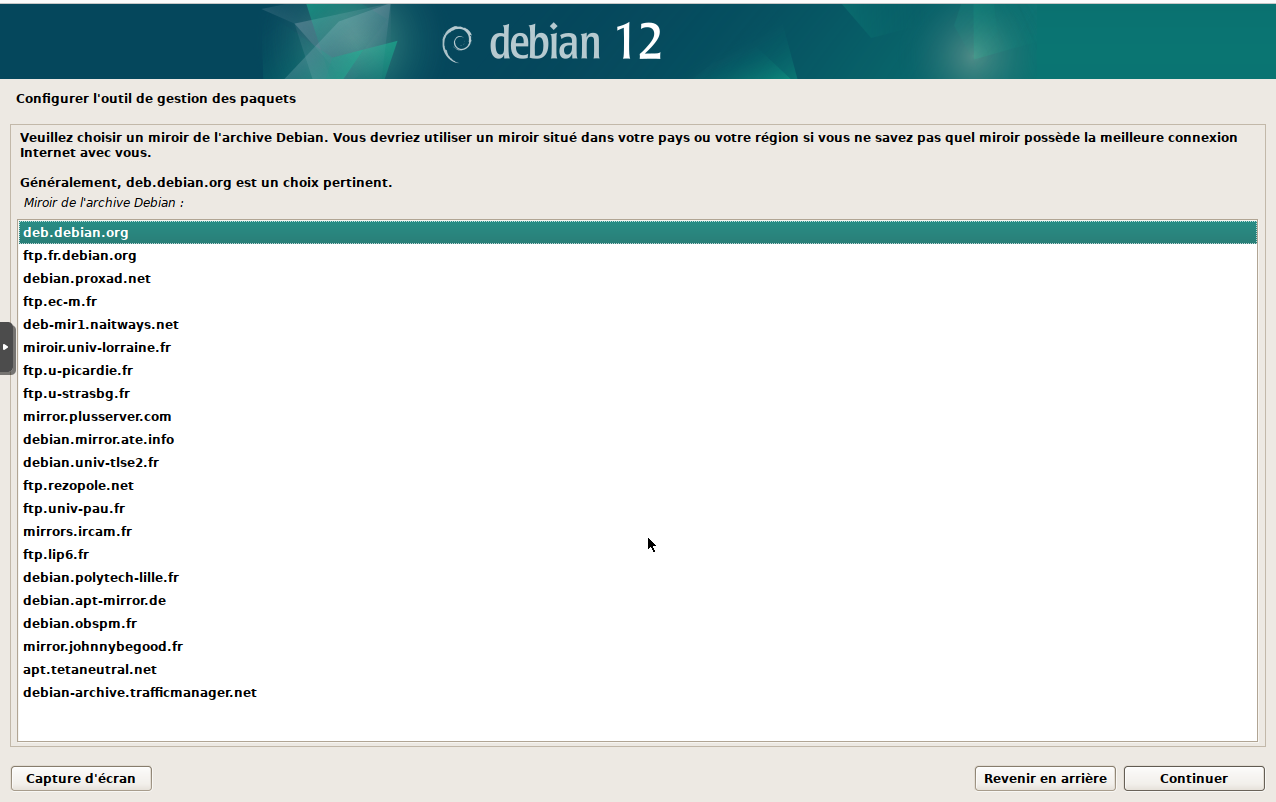 debian 12
Configurer l'outil de gestion des paquets
Veuillez choisir un miroir de l'archive Debian. Vous devriez utiliser un miroir situé dans votre pays ou votre région si vous ne savez pas quel miroir possède la meilleure connexion
Internet avec vous.
Généralement, deb.debian.org est un choix pertinent.
Miroir de l'archive Debian :
deb.debian.org
ftp.fr.debian.org
debian.proxad.net
ftp.ec-m.fr
deb-mir1.naitways.net
miroir.univ-lorraine.fr
ftp.u-picardie.fr
ftp.u-strasbg.fr
mirror.plusserver.com
debian.mirror.ate.info
debian.univ-tlse2.fr
ftp.rezopole.net
ftp.univ-pau.fr
mirrors.ircam.fr
ftp.lip6.fr
debian.polytech-lille.fr
debian.apt-mirror.de
debian.obspm.fr
mirror.johnnybegood.fr
apt.tetaneutral.net
debian-archive.trafficmanager.net
Capture d'écran
Revenir en arrière
Continuer